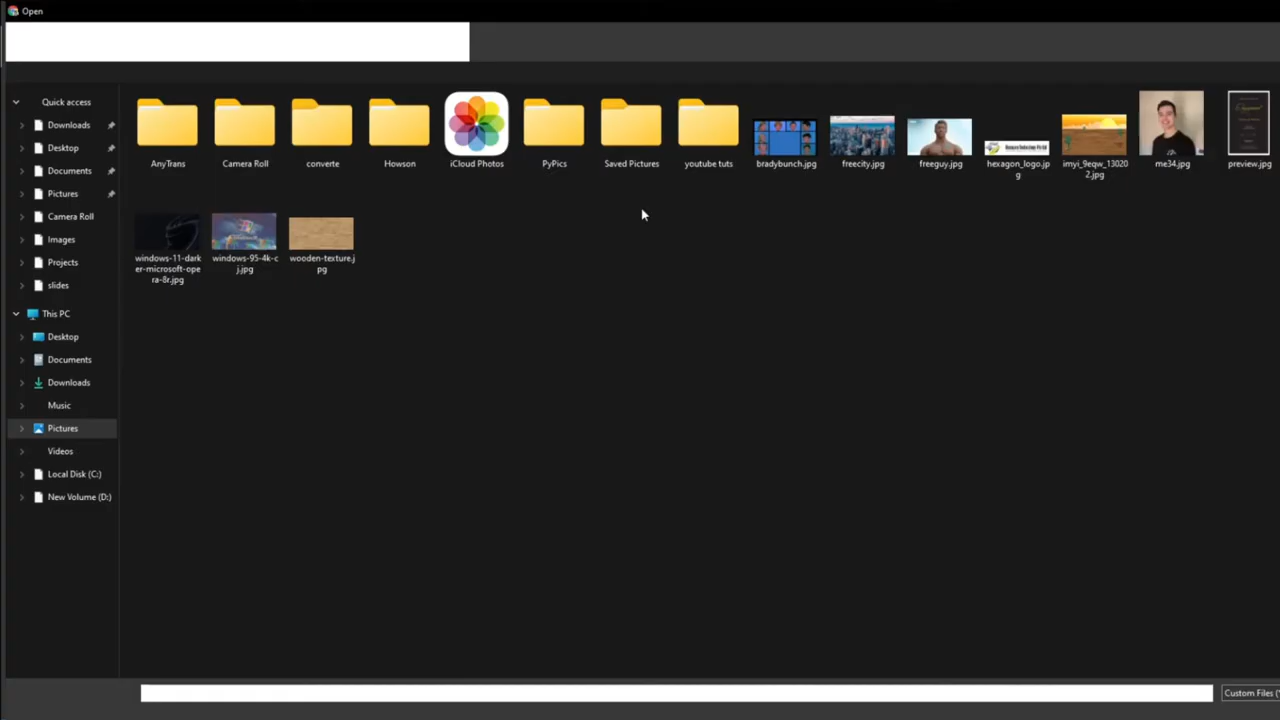 Open
Quick access
Downloads
Desktop
Documents
Pictures
Camera Roll
Images
Projects
slides
This PC
Desktop
Documents
Downloads
Music
Pictures
Videos
Local Disk (C:)
New Volume (D:)
AnyTrans
Camera Roll
converte
Howson
iCloud Photos
PyPics
Saved Pictures
youtube tuts
bradybunch.jpg
freecity.jpg
freeguy.jpg
hexagon_logo.jp
g
imyi_9eqw_13020
2.jpg
me34.jpg
preview.jpg
windows-11-dark
er-microsoft-ope
ra-8r.jpg
windows-95-4k-c
j.jpg
wooden-texture.j
pg
Custom Files (